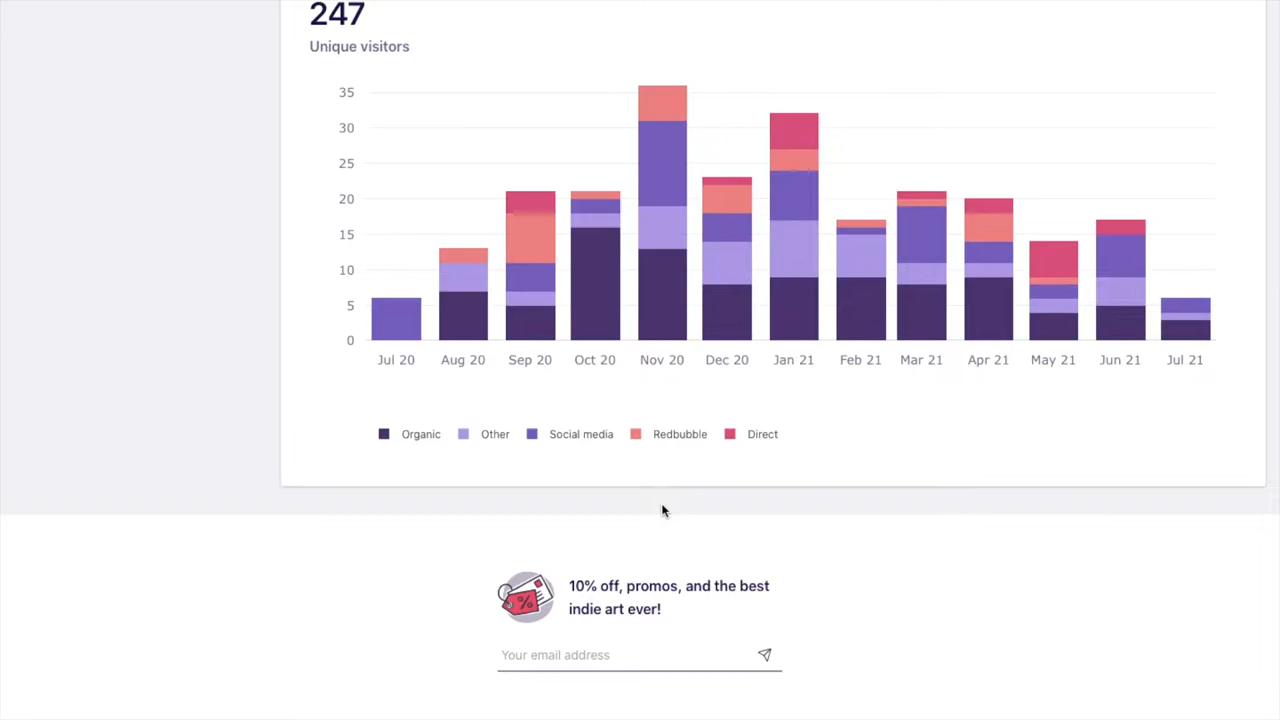 247
Unique visitors
35
30
25
20
15
10
5
0
Jul 20 Aug 20 Sep 20 Oct 20 Nov 20 Dec 20 Jan 21 Feb 21 Mar 21 Apr 21 May 21 Jun 21 Jul 21
Organic Other Social media Redbubble Direct
%
10% off, promos, and the best
indie art ever!
Your email address